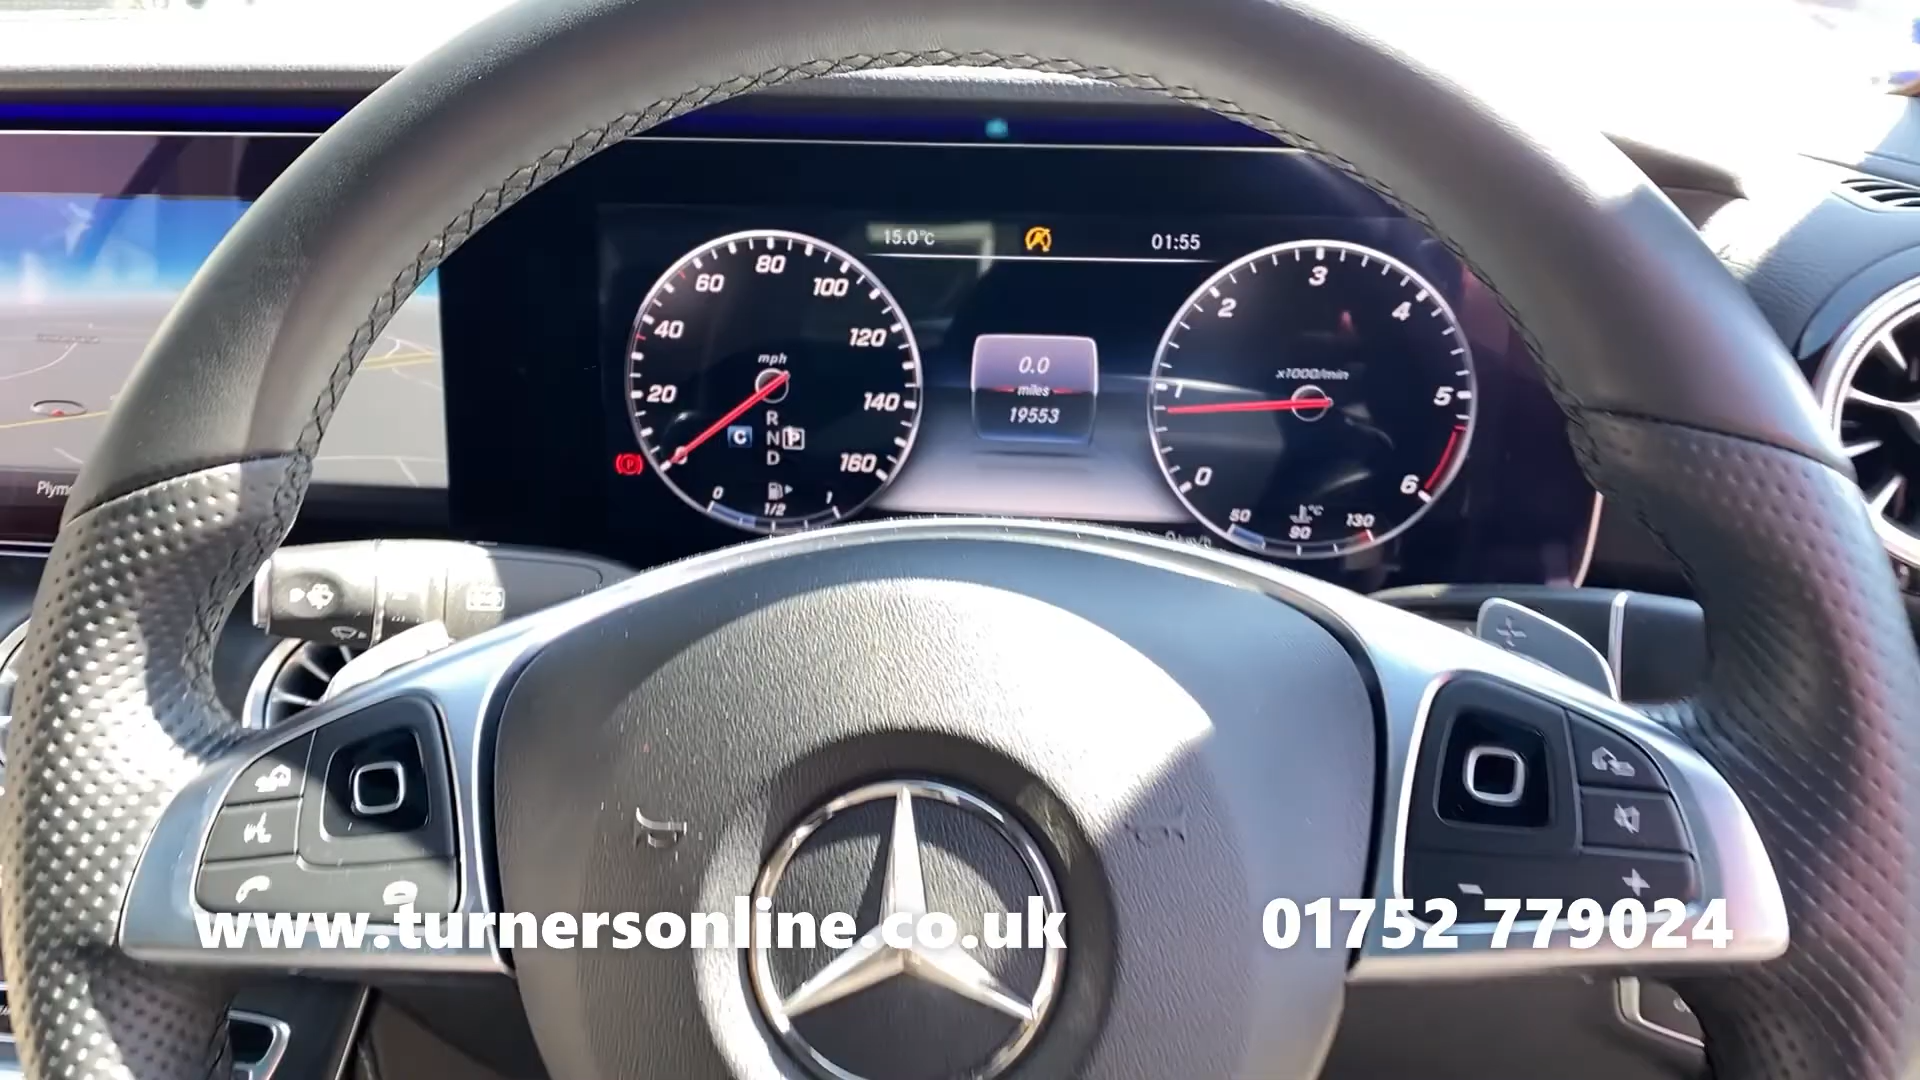 15.0°C
01:55
20
40
60
80
100
120
140
160
mph
R
N
D
C
P
0
1/2
1
0.0
miles
19553
0
1
2
3
4
5
6
x1000/min
50
90
130
°C
www.turnersonline.co.uk
01752 779024